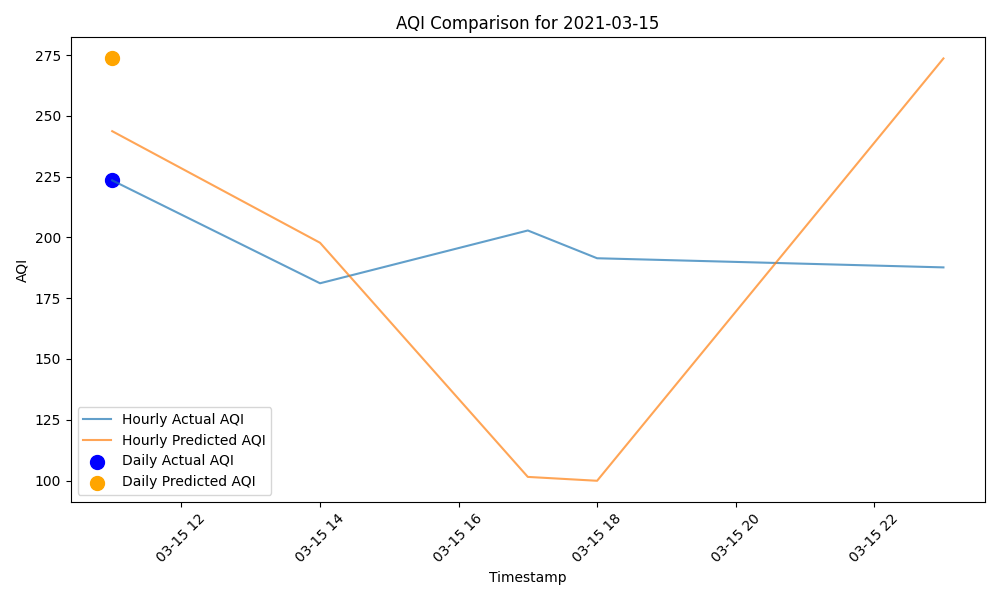 AQI Comparison for 2021-03-15
AQI
275
250
225
200
175
150
125
100
Hourly Actual AQI
Hourly Predicted AQI
Daily Actual AQI
Daily Predicted AQI
03-15 12
03-15 14
03-15 16
03-15 18
03-15 20
03-15 22
Timestamp